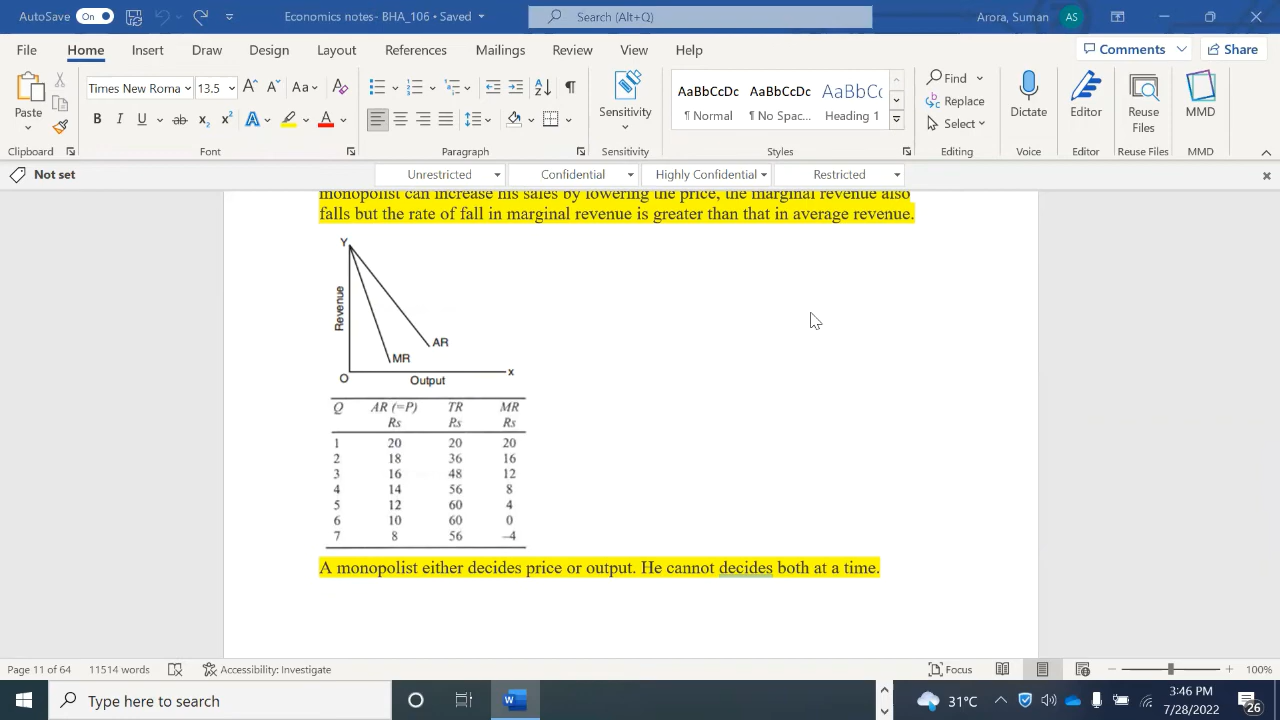 AutoSave On Economics notes- BHA_106 • Saved Search (Alt+Q) Arora, Suman AS
File Home Insert Draw Design Layout References Mailings Review View Help Comments Share
Times New Roma 13.5 Aa AaBbCcDc AaBbCcDc AaBbCc Find
Paste Sensitivity ¶ Normal ¶ No Spac... Heading 1 Replace Dictate Editor Reuse Files MMD
B I U ab x₂ x² A A Select
Clipboard Font Paragraph Sensitivity Styles Editing Voice Editor Reuse Files MMD
Not set Unrestricted Confidential Highly Confidential Restricted
monopolist can increase his sales by lowering the price, the marginal revenue also
falls but the rate of fall in marginal revenue is greater than that in average revenue.
Y
Revenue
AR
MR
O Output x
Q AR (=P) TR MR
Rs Rs Rs
1 20 20 20
2 18 36 16
3 16 48 12
4 14 56 8
5 12 60 4
6 10 60 0
7 8 56 –4
A monopolist either decides price or output. He cannot decides both at a time.
Page 11 of 64 11514 words Accessibility: Investigate Focus 100%
Type here to search 31°C 3:46 PM
7/28/2022 26